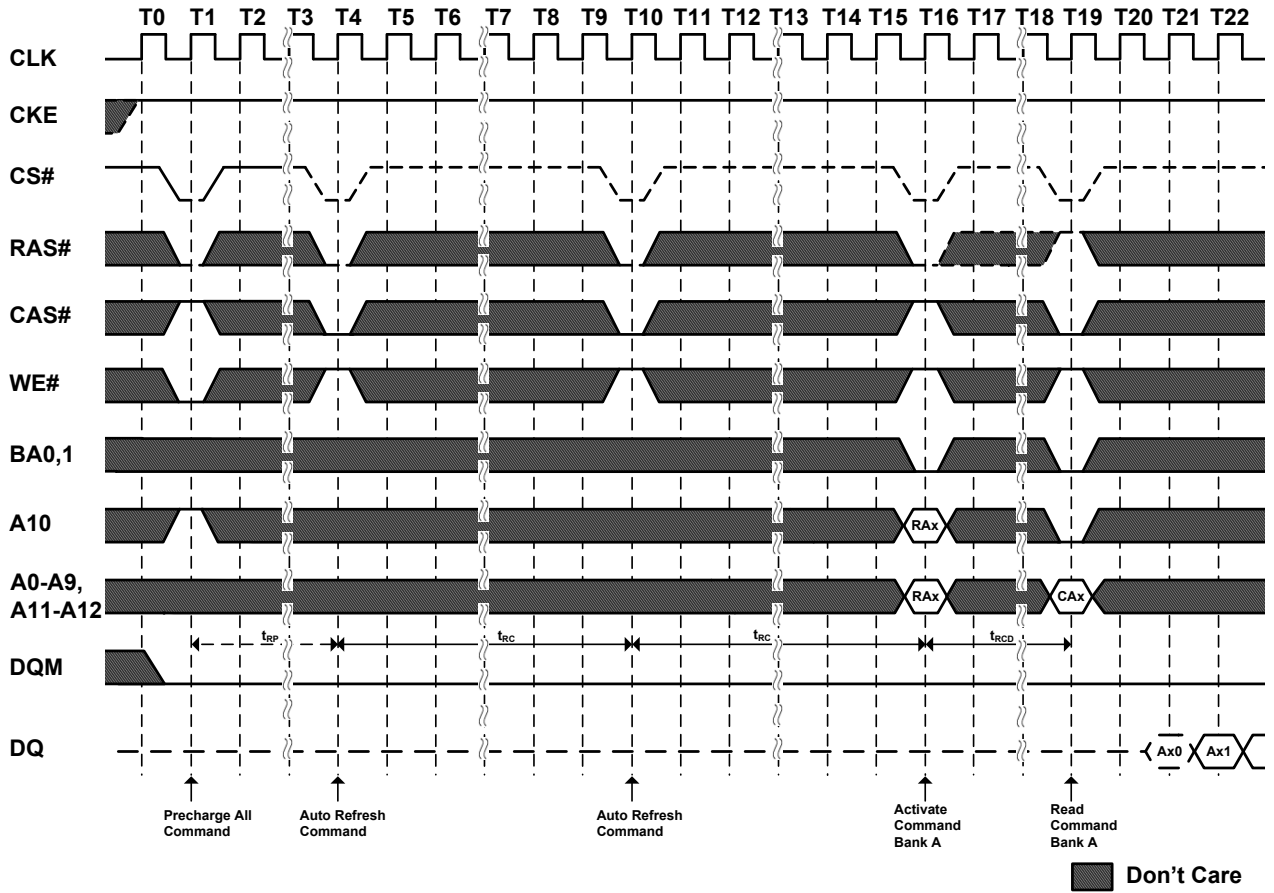 T0 T1 T2 T3 T4 T5 T6 T7 T8 T9 T10 T11 T12 T13 T14 T15 T16 T17 T18 T19 T20 T21 T22
CLK
CKE
CS#
RAS#
CAS#
WE#
BA0,1
A10
RAx
A0-A9,
A11-A12
RAx CAx
tRP tRC tRC tRCD
DQM
DQ
Ax0 Ax1
Precharge All
Command
Auto Refresh
Command
Auto Refresh
Command
Activate
Command
Bank A
Read
Command
Bank A
Don't Care